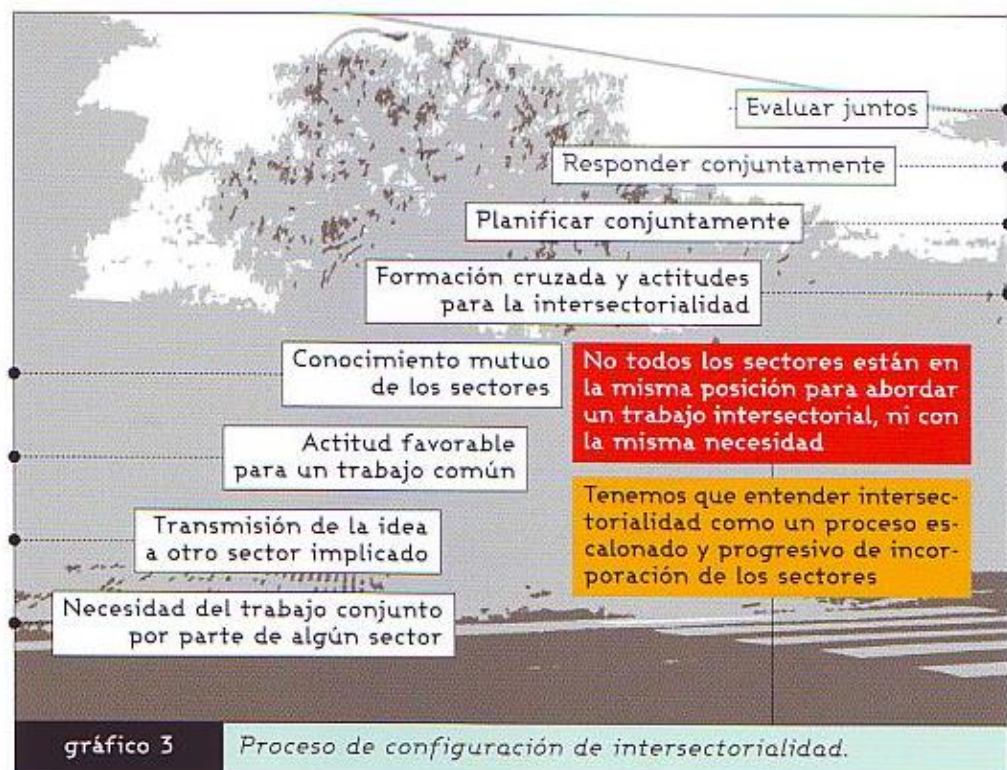 Evaluar juntos
Responder conjuntamente
Planificar conjuntamente
Formación cruzada y actitudes
para la intersectorialidad
Conocimiento mutuo
de los sectores
No todos los sectores están en
la misma posición para abordar
un trabajo intersectorial, ni con
la misma necesidad
Actitud favorable
para un trabajo común
Tenemos que entender intersec-
torialidad como un proceso es-
calonado y progresivo de incor-
poración de los sectores
Transmisión de la idea
a otro sector implicado
Necesidad del trabajo conjunto
por parte de algún sector
gráfico 3
Proceso de configuración de intersectorialidad.